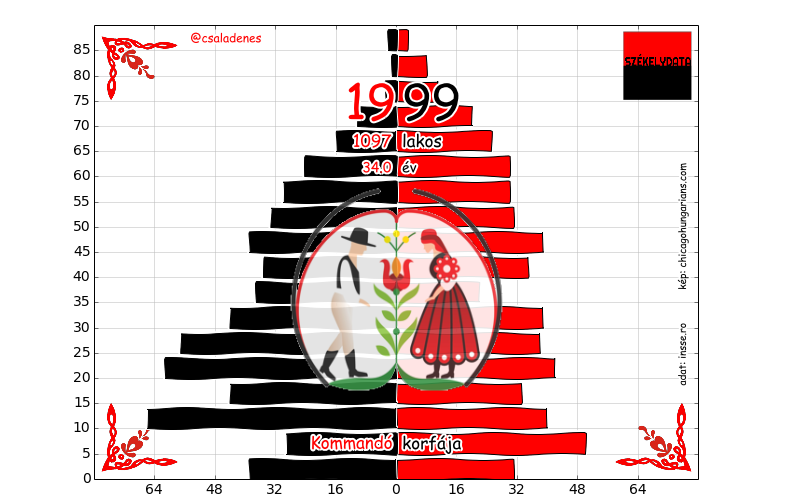 @csaladenes
SZÉKELYDATA
1999
1097 lakos
34.0 év
kép: chicagohungarians.com
adat: insse.ro
Kommandó korfája
85
80
75
70
65
60
55
50
45
40
35
30
25
20
15
10
5
0
64 48 32 16 0 16 32 48 64